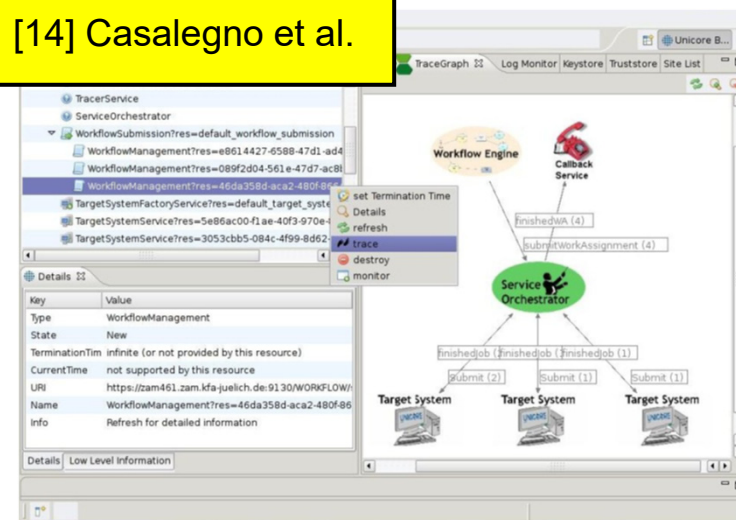 [14] Casalegno et al.
Unicore B...
TraceGraph
Log Monitor
Keystore
Truststore
Site List
TracerService
ServiceOrchestrator
WorkflowSubmission?res=default_workflow_submission
WorkflowManagement?res=e8614427-6588-47d1-ad4
WorkflowManagement?res=089f2d04-561e-47d7-ac8
WorkflowManagement?res=46da358d-aca2-480f-86
TargetSystemFactoryService?res=default_target_syste
TargetSystemService?res=5e86ac00-f1ae-40f3-970e-
TargetSystemService?res=3053cbb5-084c-4f99-8d62-
set Termination Time
Details
refresh
trace
destroy
monitor
Details
Key Value
Type WorkflowManagement
State New
TerminationTim infinite (or not provided by this resource)
CurrentTime not supported by this resource
URI https://zam461.zam.kfa-juelich.de:9130/WORKFLOW/
Name WorkflowManagement?res=46da358d-aca2-480f-86
Info Refresh for detailed information
Details Low Level Information
Workflow Engine
Callback
Service
finishedWA (4)
submitWorkAssignment (4)
Service
Orchestrator
finishedJob (
finishedJob (
finishedJob (1)
Submit (2)
Submit (1)
Submit (1)
Target System
Target System
Target System